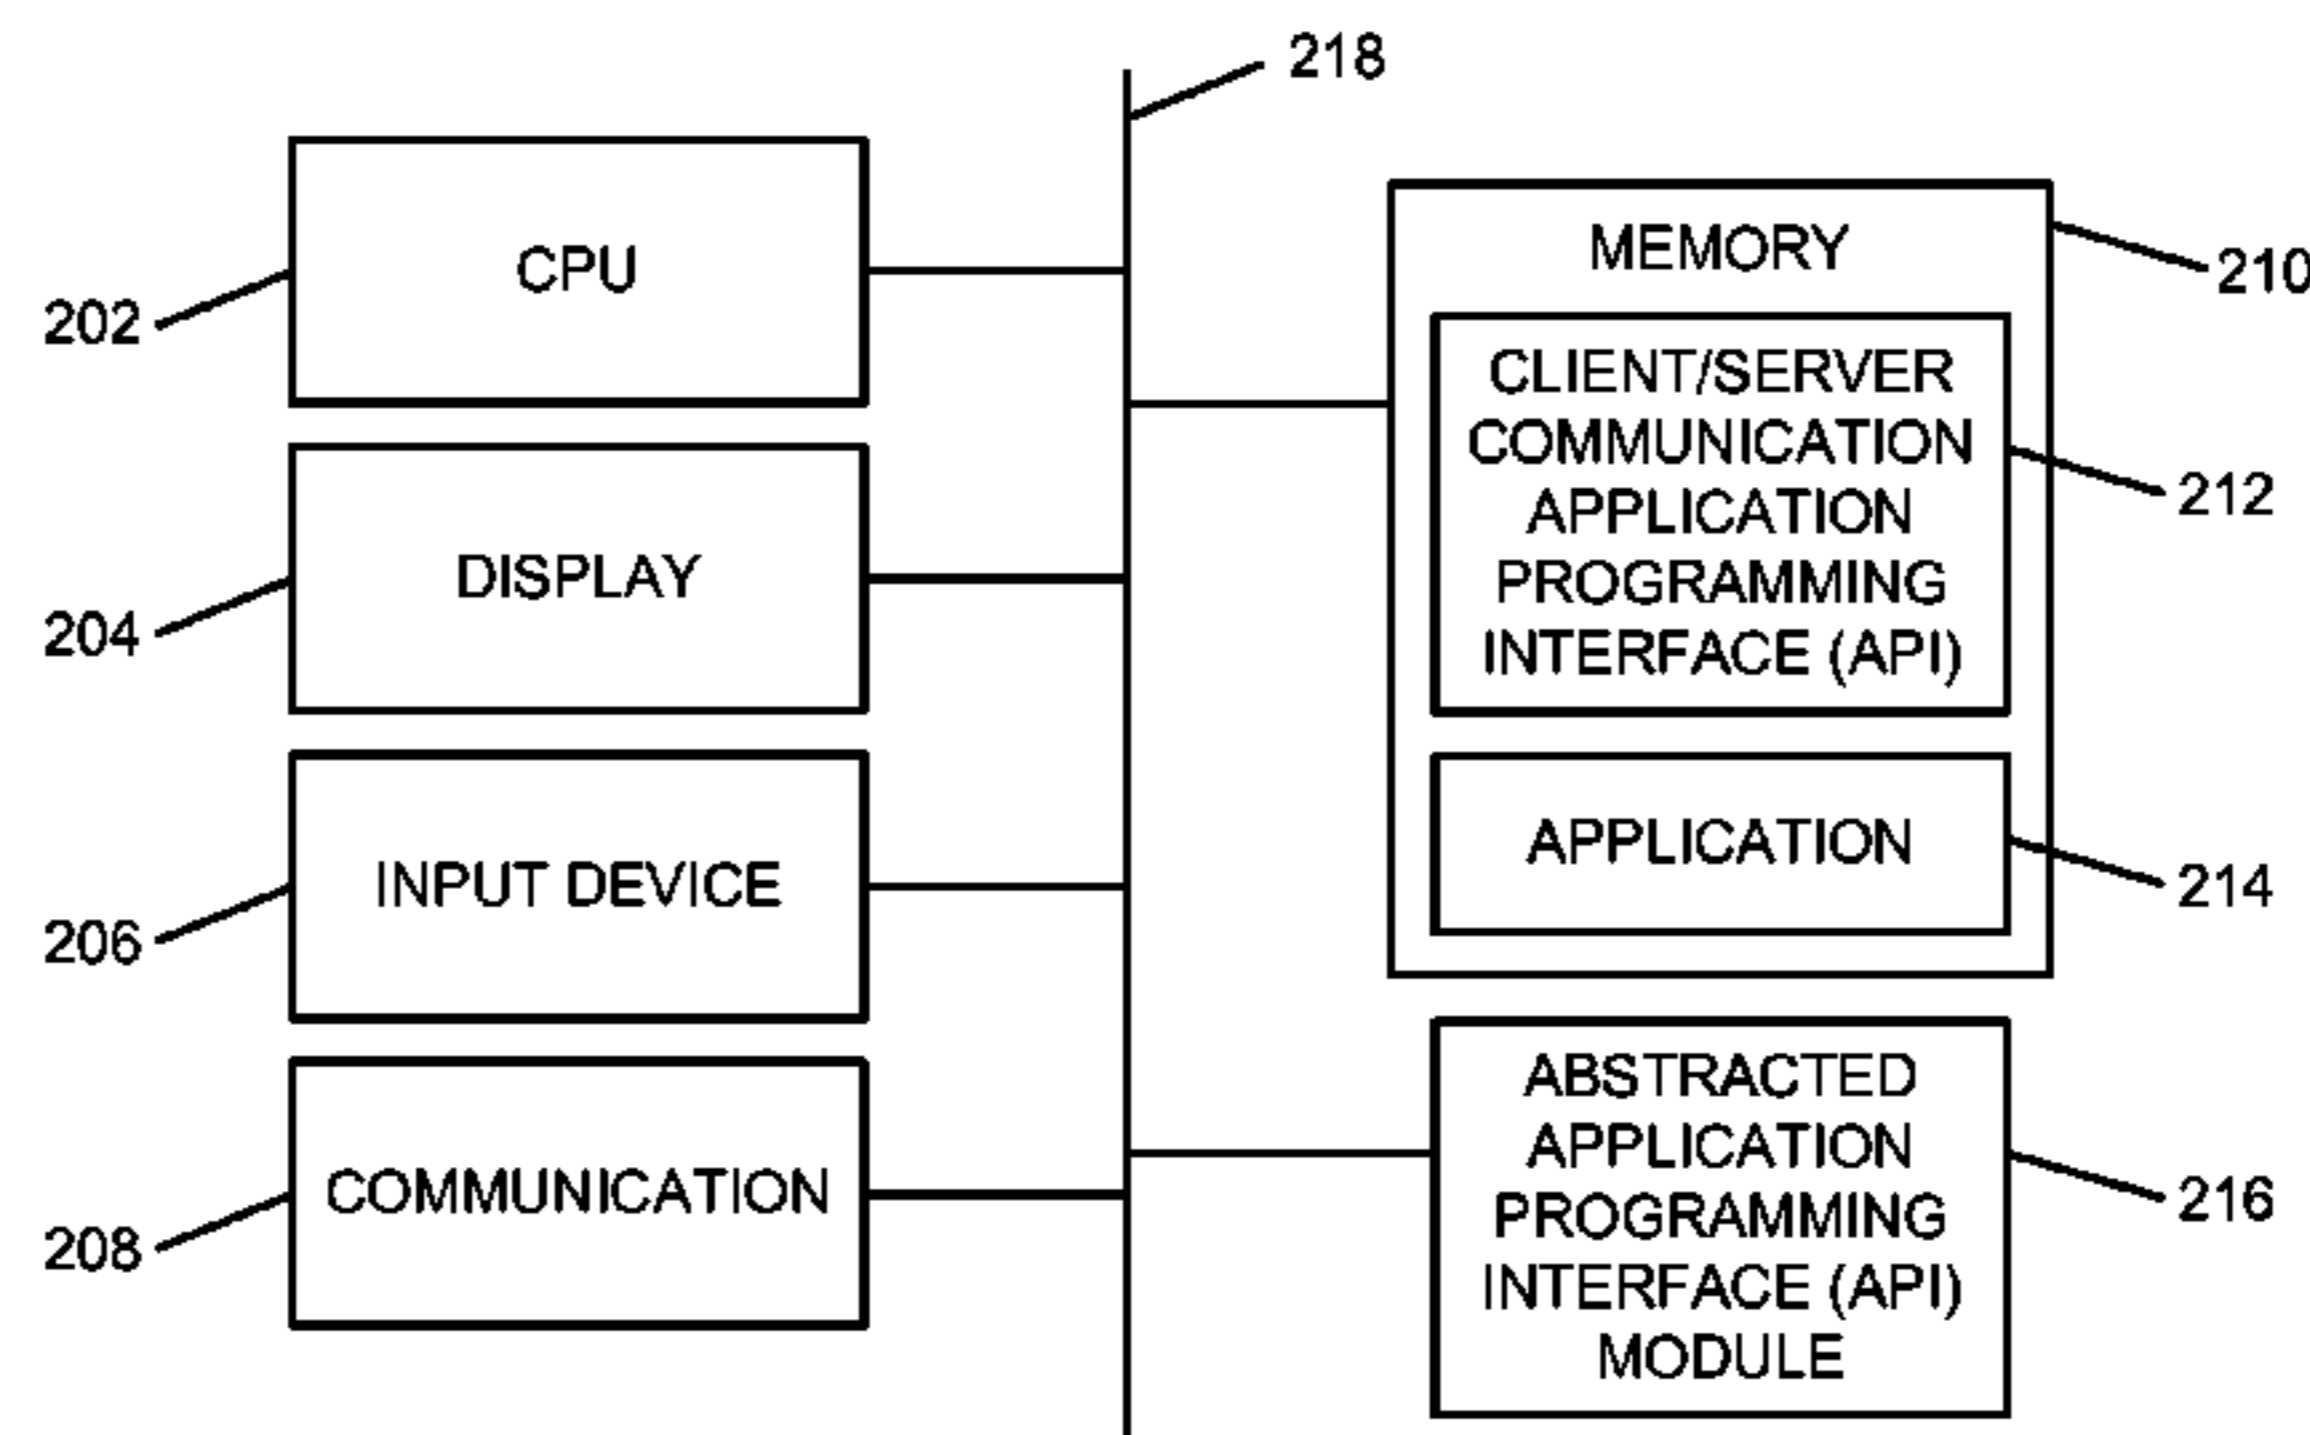 218
CPU
202
DISPLAY
204
INPUT DEVICE
206
COMMUNICATION
208
MEMORY
210
CLIENT/SERVER
COMMUNICATION
APPLICATION
PROGRAMMING
INTERFACE (API)
212
APPLICATION
214
ABSTRACTED
APPLICATION
PROGRAMMING
INTERFACE (API)
MODULE
216